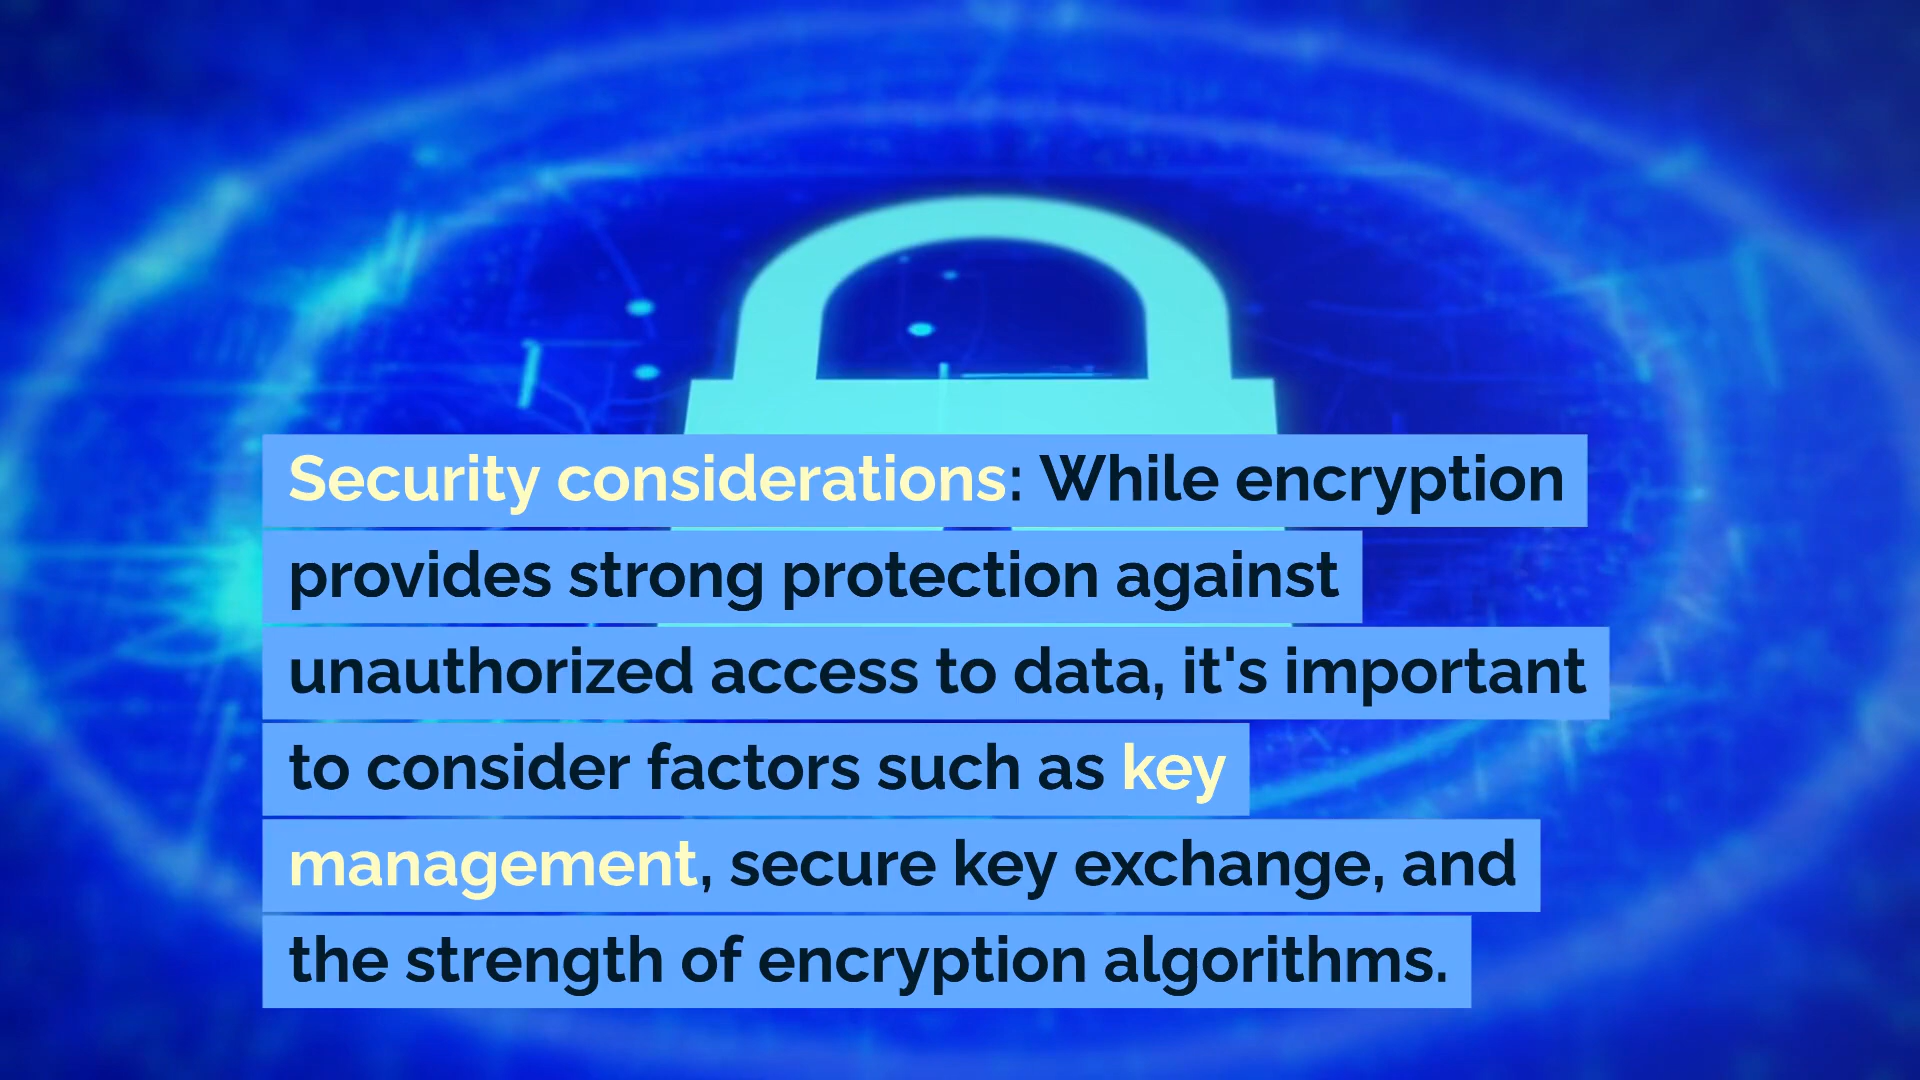 Security considerations: While encryption
provides strong protection against
unauthorized access to data, it's important
to consider factors such as key
management, secure key exchange, and
the strength of encryption algorithms.